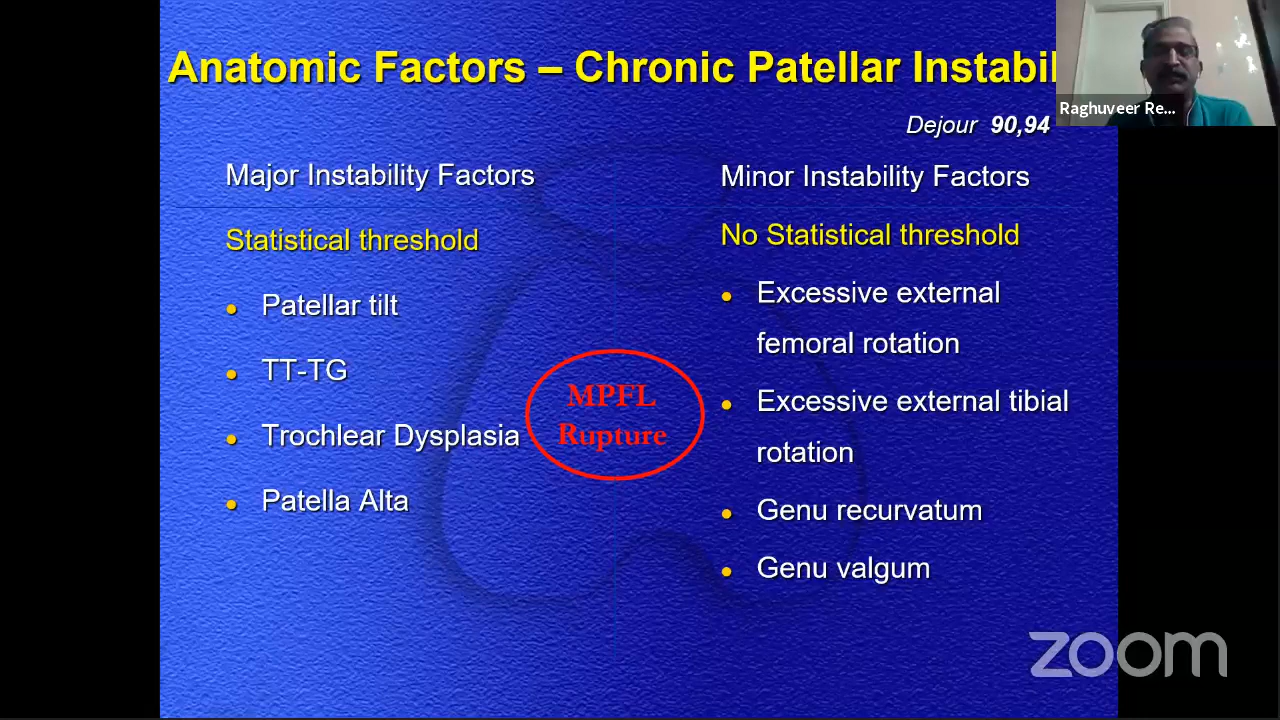 Anatomic Factors – Chronic Patellar Instabil
Raghuveer Re...
Dejour 90,94
Major Instability Factors
Statistical threshold
• Patellar tilt
• TT-TG
• Trochlear Dysplasia
• Patella Alta
MPFL
Rupture
Minor Instability Factors
No Statistical threshold
• Excessive external
femoral rotation
• Excessive external tibial
rotation
• Genu recurvatum
• Genu valgum
zoom